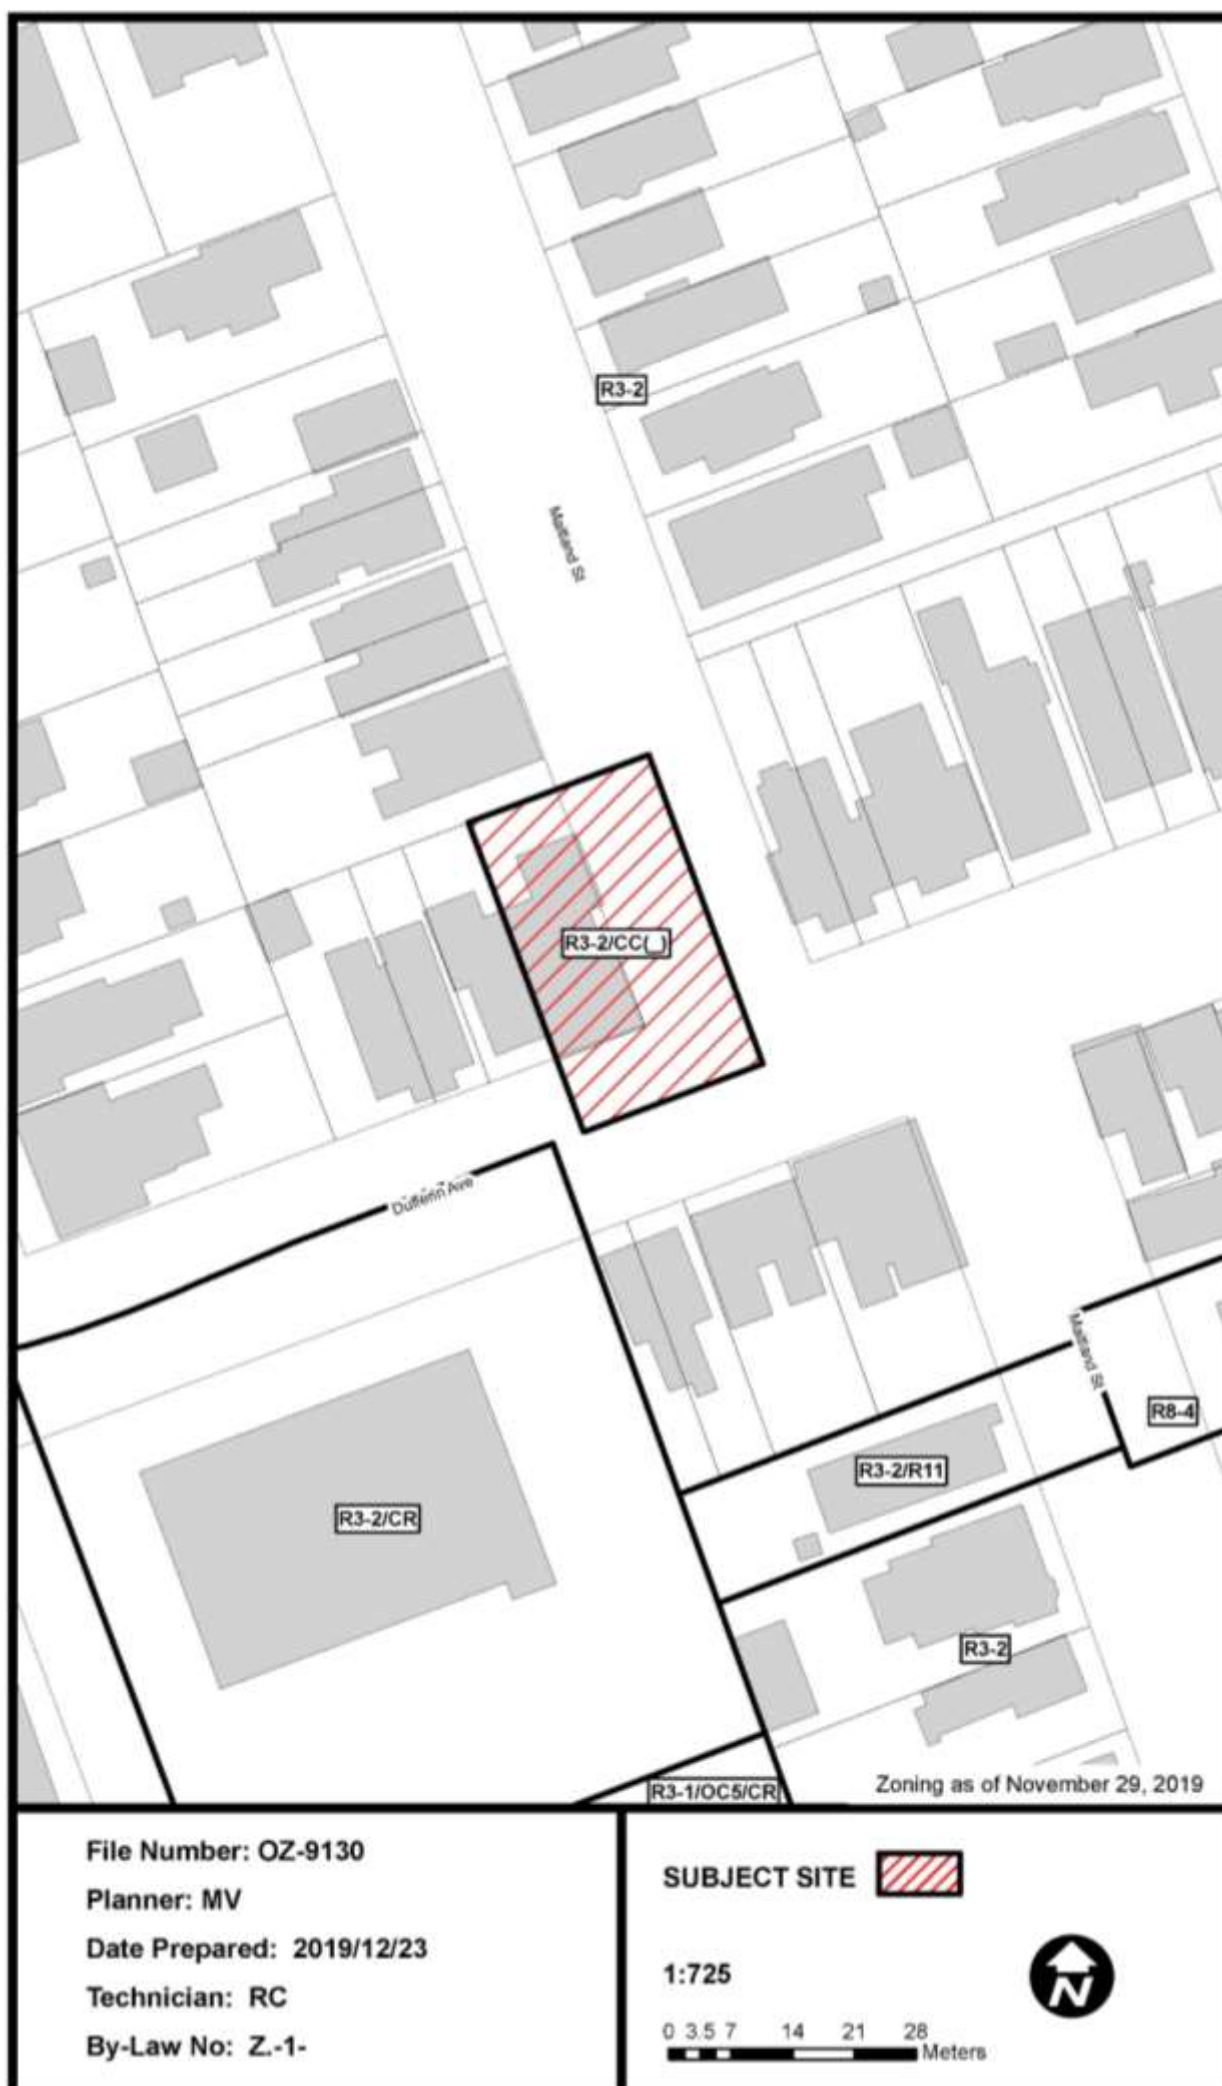 R3-2
Maitland St
R3-2/CC(_)
Dufferin Ave
Maitland St
R8-4
R3-2/R11
R3-2/CR
R3-2
R3-1/OC5/CR
Zoning as of November 29, 2019
File Number: OZ-9130
Planner: MV
Date Prepared: 2019/12/23
Technician: RC
By-Law No: Z.-1-
SUBJECT SITE
1:725
N
0 3.5 7 14 21 28
Meters